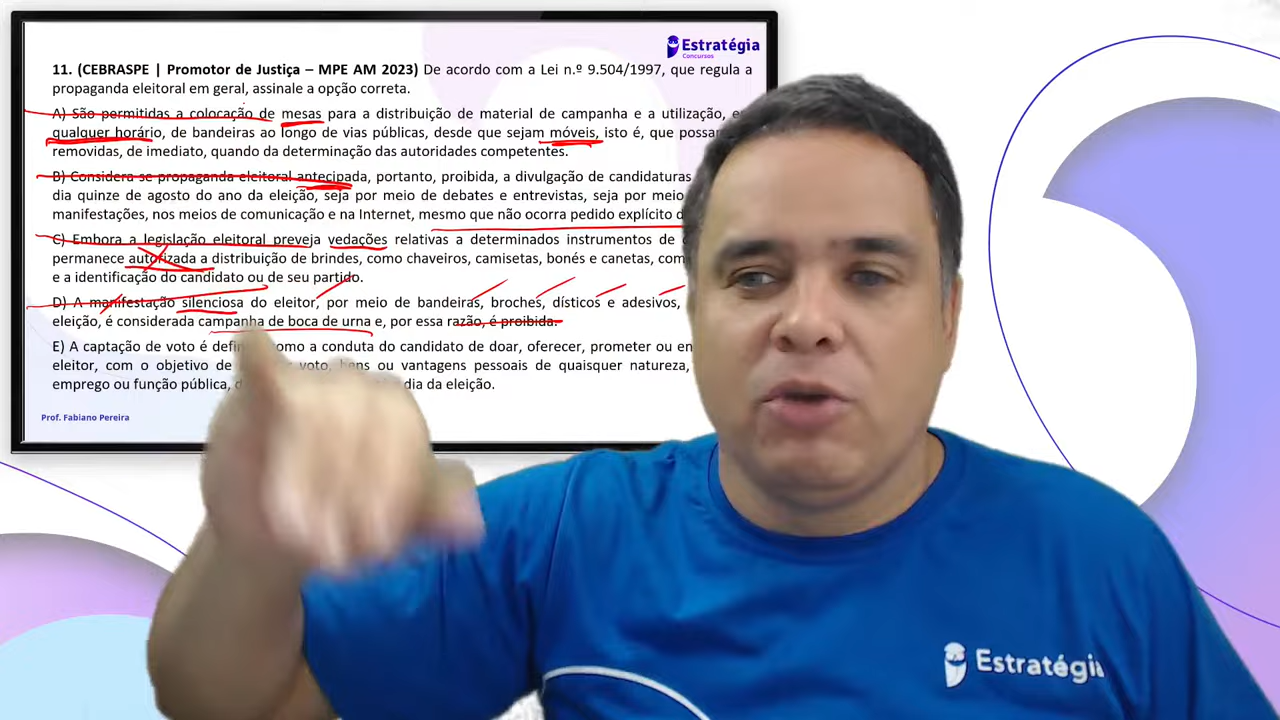 Estratégia
Concursos
11. (CEBRASPE | Promotor de Justiça – MPE AM 2023) De acordo com a Lei n.º 9.504/1997, que regula a
propaganda eleitoral em geral, assinale a opção correta.
A) São permitidas a colocação de mesas para a distribuição de material de campanha e a utilização, e
qualquer horário, de bandeiras ao longo de vias públicas, desde que sejam móveis, isto é, que possa
removidas, de imediato, quando da determinação das autoridades competentes.
B) Considera-se propaganda eleitoral antecipada, portanto, proibida, a divulgação de candidaturas
dia quinze de agosto do ano da eleição, seja por meio de debates e entrevistas, seja por meio
manifestações, nos meios de comunicação e na Internet, mesmo que não ocorra pedido explícito
C) Embora a legislação eleitoral preveja vedações relativas a determinados instrumentos de
permanece autorizada a distribuição de brindes, como chaveiros, camisetas, bonés e canetas, com
e a identificação do candidato ou de seu partido.
D) A manifestação silenciosa do eleitor, por meio de bandeiras, broches, dísticos e adesivos,
eleição, é considerada campanha de boca de urna e, por essa razão, é proibida.
E) A captação de voto é como a conduta do candidato de doar, oferecer, prometer ou
eleitor, com o objetivo de voto, bens ou vantagens pessoais de quaisquer natureza,
emprego ou função pública, dia da eleição.
Prof. Fabiano Pereira
Estratégia